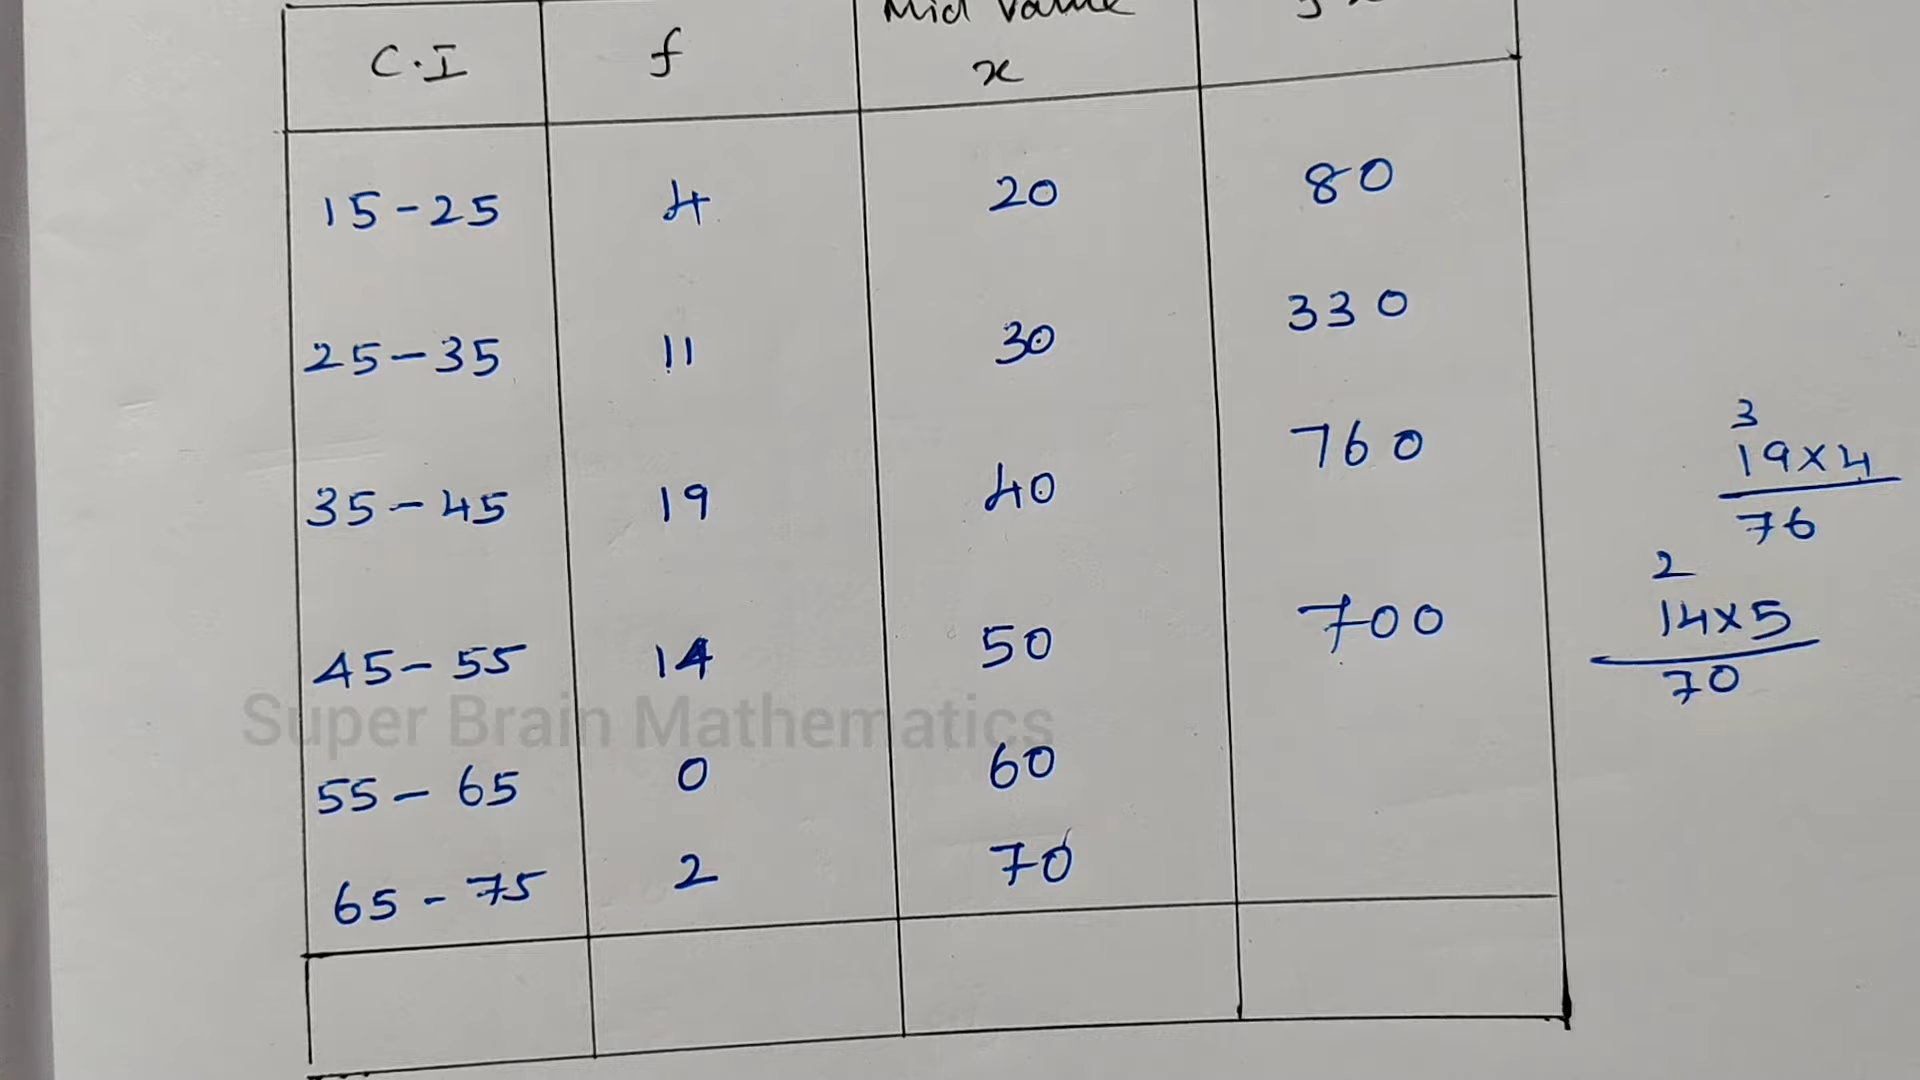 Mid Value
C.I f x
15-25 4 20 80
25-35 11 30 330
35-45 19 40 760
45-55 14 50 700
55-65 0 60
65-75 2 70
3
19×4
76
2
14×5
70
Super Brain Mathematics